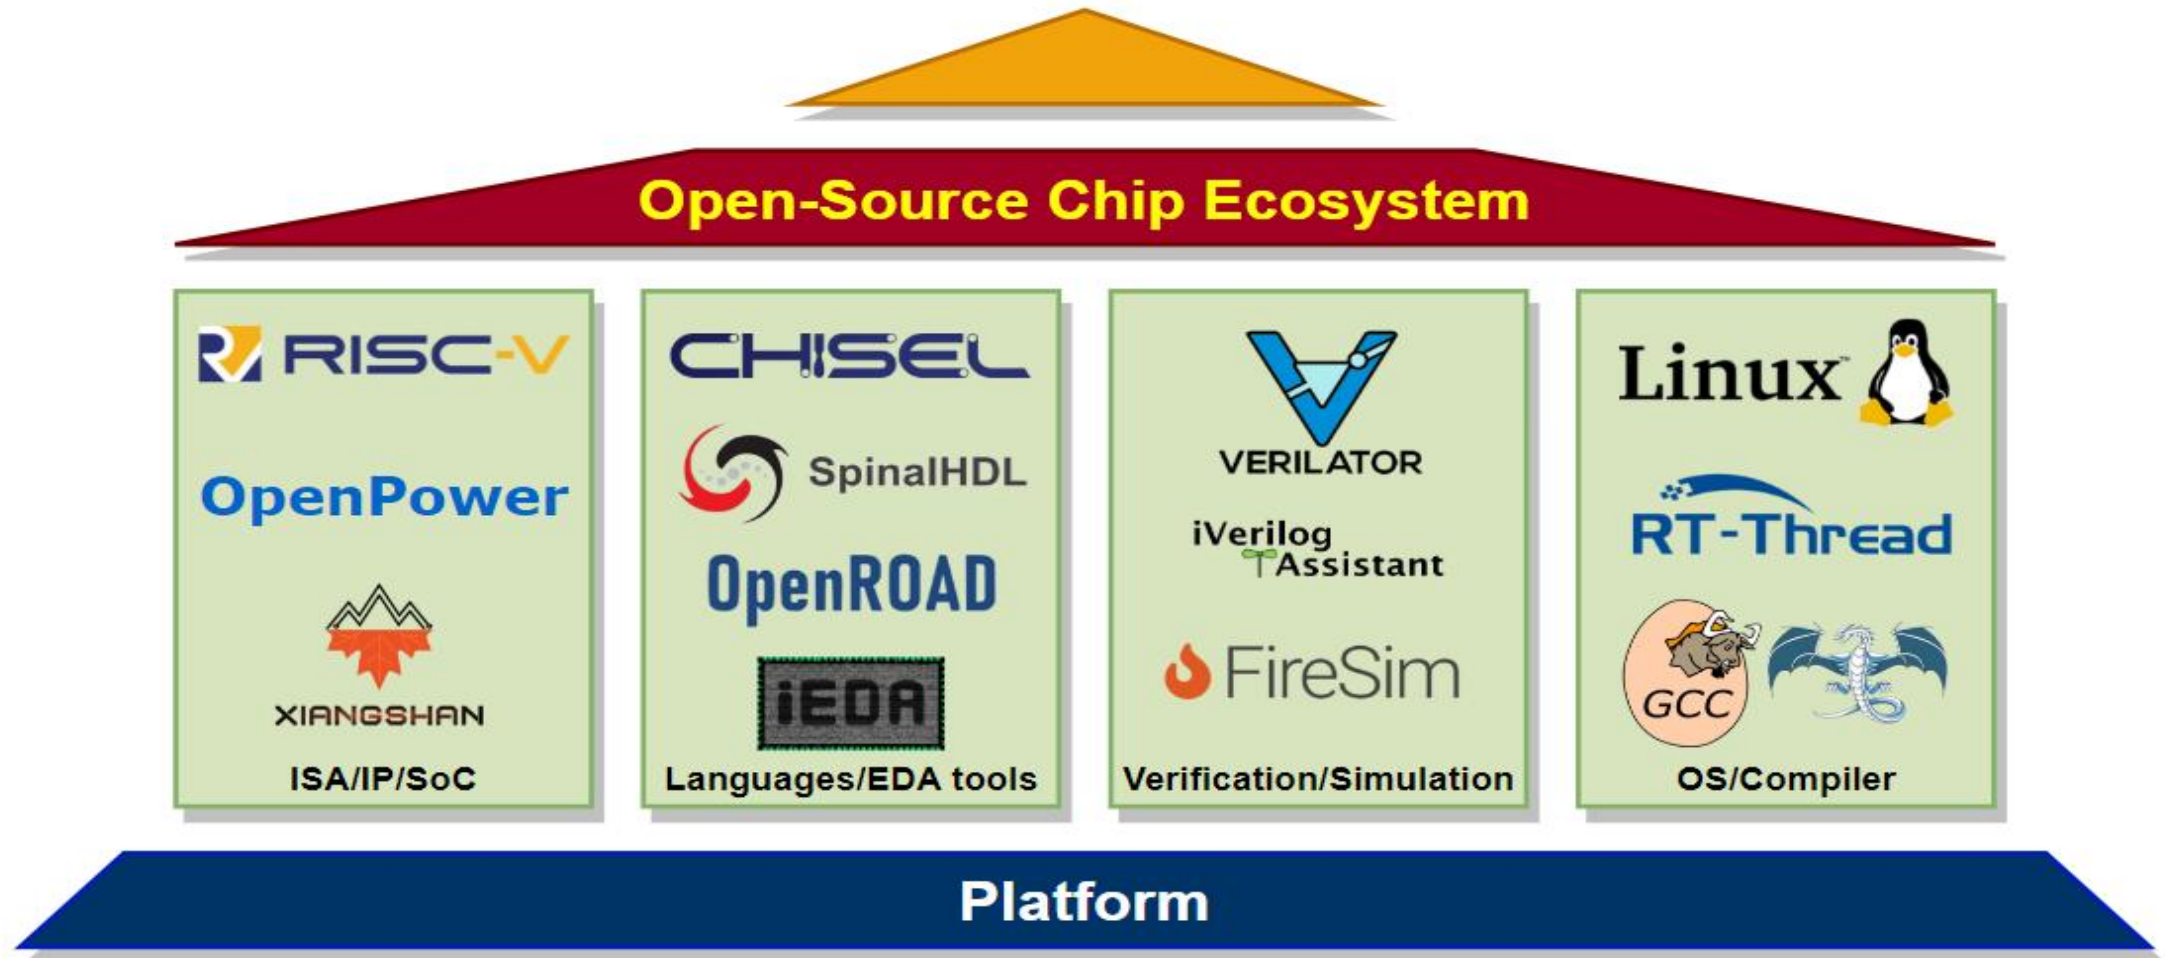 Open-Source Chip Ecosystem
RISC-V
OpenPower
XIANGSHAN
ISA/IP/SoC
CHISEL
SpinalHDL
OpenROAD
iEDA
Languages/EDA tools
VERILATOR
iVerilog
Assistant
FireSim
Verification/Simulation
Linux™
RT-Thread
GCC
OS/Compiler
Platform